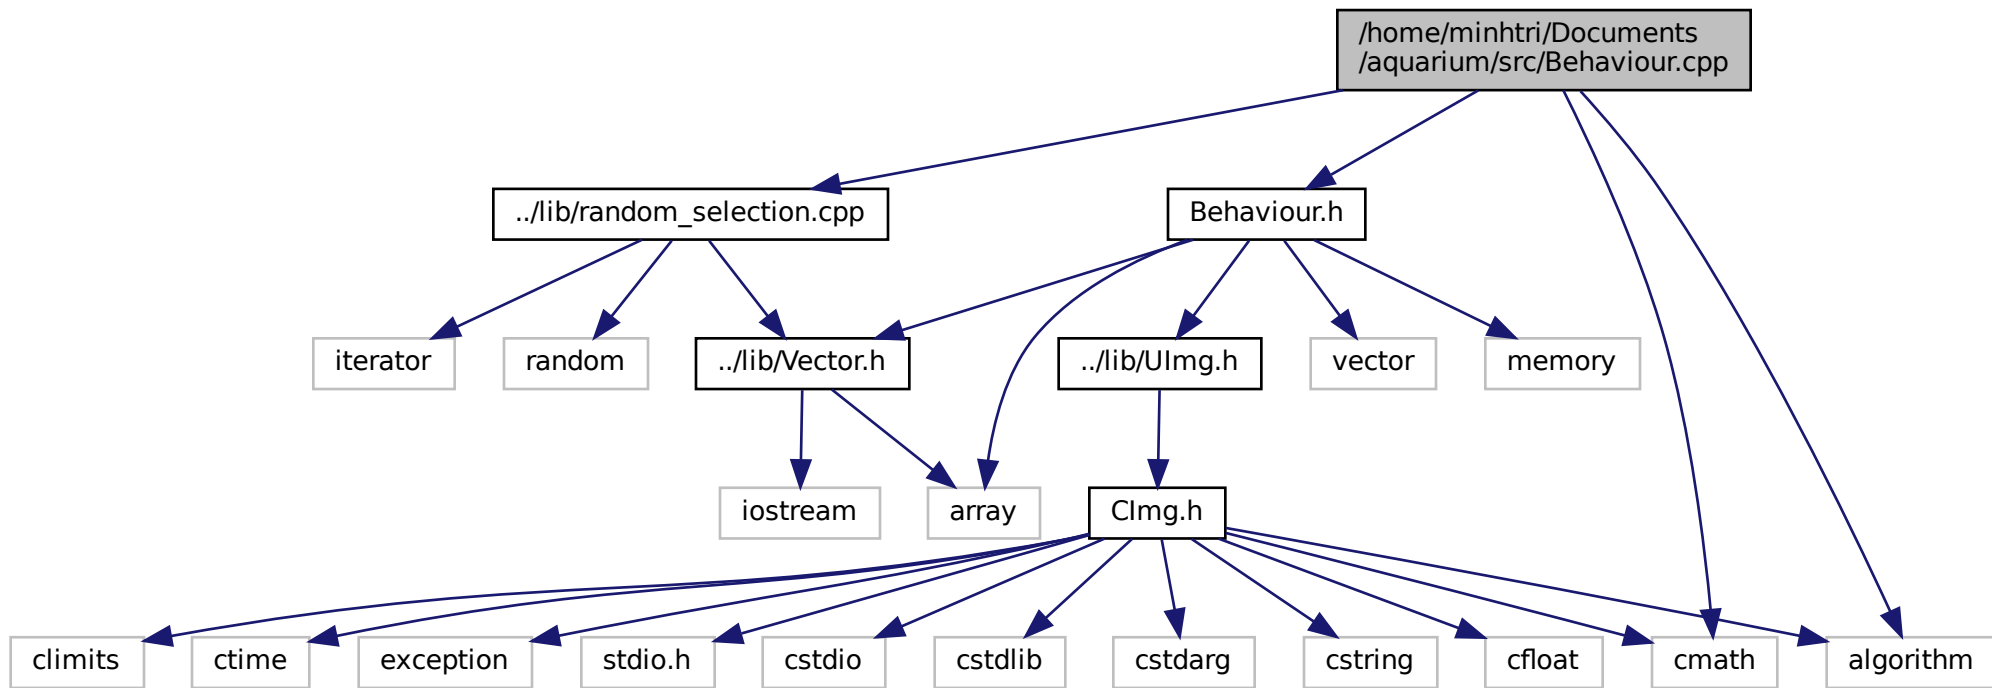 /home/minhtri/Documents
/aquarium/src/Behaviour.cpp
../lib/random_selection.cpp
Behaviour.h
iterator
random
../lib/Vector.h
../lib/UImg.h
vector
memory
iostream
array
CImg.h
climits
ctime
exception
stdio.h
cstdio
cstdlib
cstdarg
cstring
cfloat
cmath
algorithm